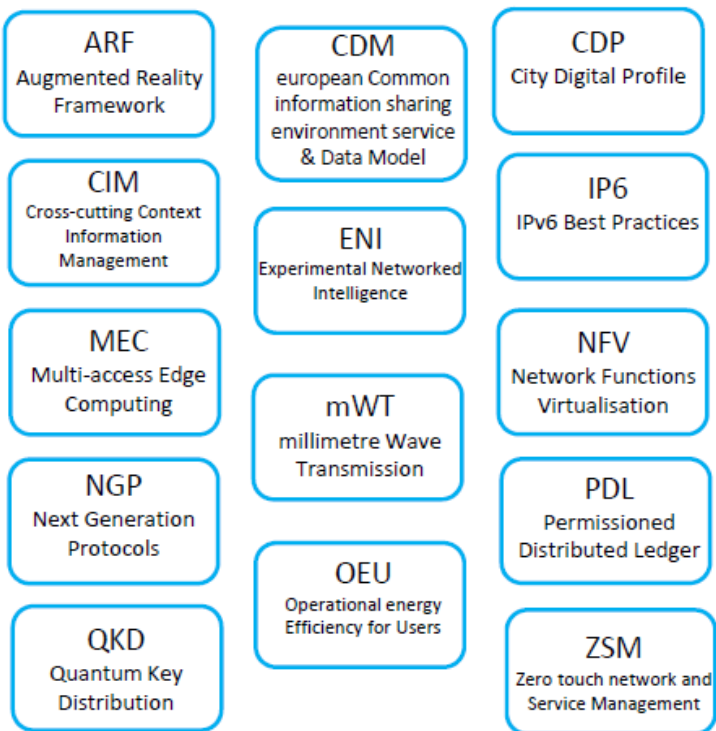 ARF
Augmented Reality
Framework
CDM
european Common
information sharing
environment service
& Data Model
CDP
City Digital Profile
CIM
Cross-cutting Context
Information
Management
ENI
Experimental Networked
Intelligence
IP6
IPv6 Best Practices
MEC
Multi-access Edge
Computing
mWT
millimetre Wave
Transmission
NFV
Network Functions
Virtualisation
NGP
Next Generation
Protocols
OEU
Operational energy
Efficiency for Users
PDL
Permissioned
Distributed Ledger
QKD
Quantum Key
Distribution
ZSM
Zero touch network and
Service Management